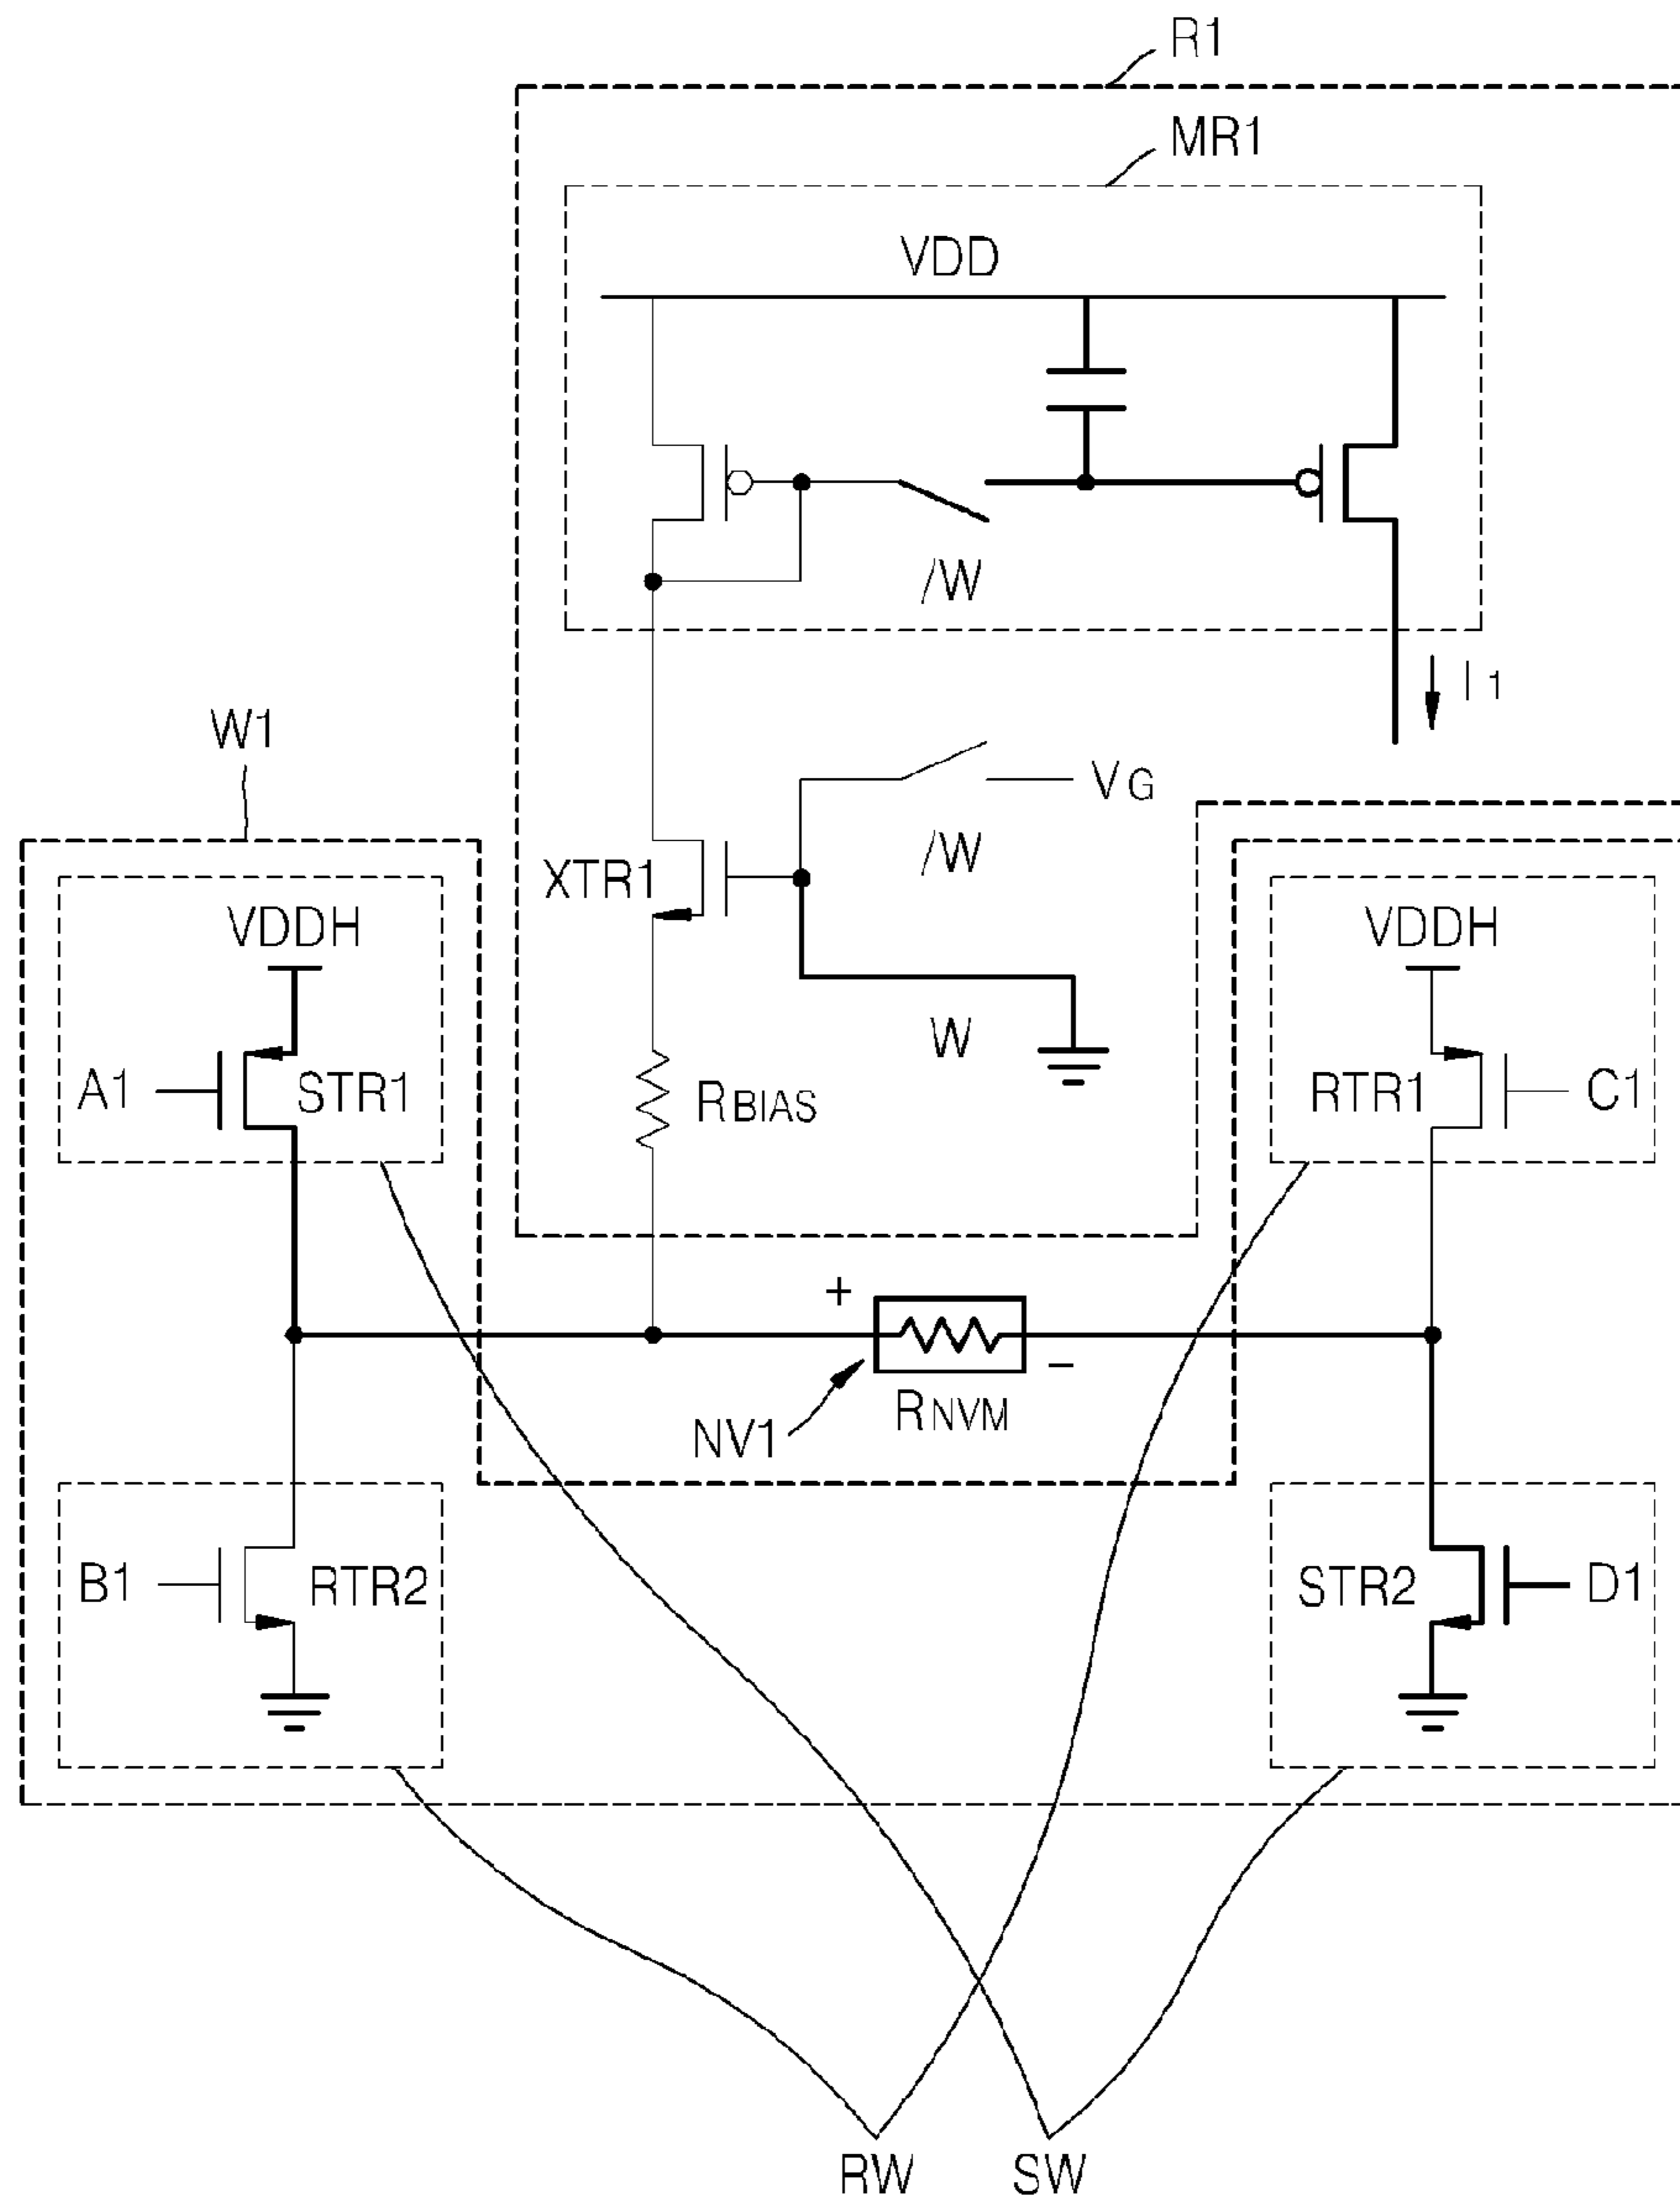 R1
MR1
VDD
/W
I1
W1
VG
/W
XTR1
VDDH
VDDH
W
A1
STR1
RBIAS
RTR1
C1
+
−
RNVM
NV1
B1
RTR2
STR2
D1
RW
SW